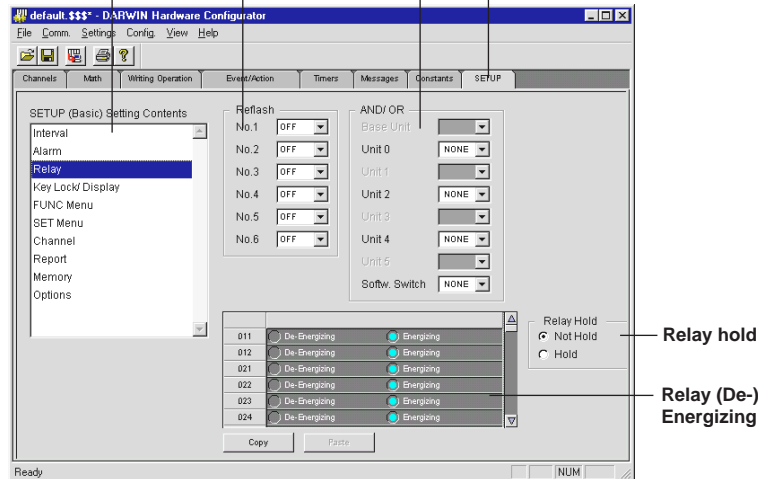 default.$$$* - DARWIN Hardware Configurator
File Comm. Settings Config. View Help
Channels Math Writing Operation Event/Action Timers Messages Constants SETUP
SETUP (Basic) Setting Contents
Interval
Alarm
Relay
Key Lock/ Display
FUNC Menu
SET Menu
Channel
Report
Memory
Options
Reflash
No.1 OFF
No.2 OFF
No.3 OFF
No.4 OFF
No.5 OFF
No.6 OFF
AND/ OR
Base Unit
Unit 0 NONE
Unit 1
Unit 2 NONE
Unit 3
Unit 4 NONE
Unit 5
Softw. Switch NONE
011 De-Energizing Energizing
012 De-Energizing Energizing
021 De-Energizing Energizing
022 De-Energizing Energizing
023 De-Energizing Energizing
024 De-Energizing Energizing
Copy Paste
Relay Hold
Not Hold
Hold
Relay hold
Relay (De-)
Energizing
Ready NUM